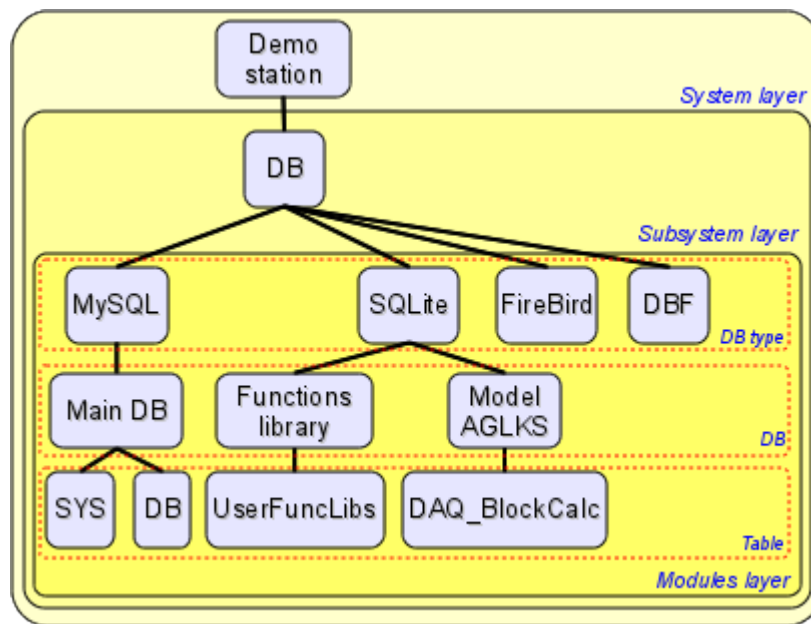 Demo
station
System layer
DB
Subsystem layer
MySQL
SQLite
FireBird
DBF
DB type
Main DB
Functions
library
Model
AGLKS
DB
SYS
DB
UserFuncLibs
DAQ_BlockCalc
Table
Modules layer